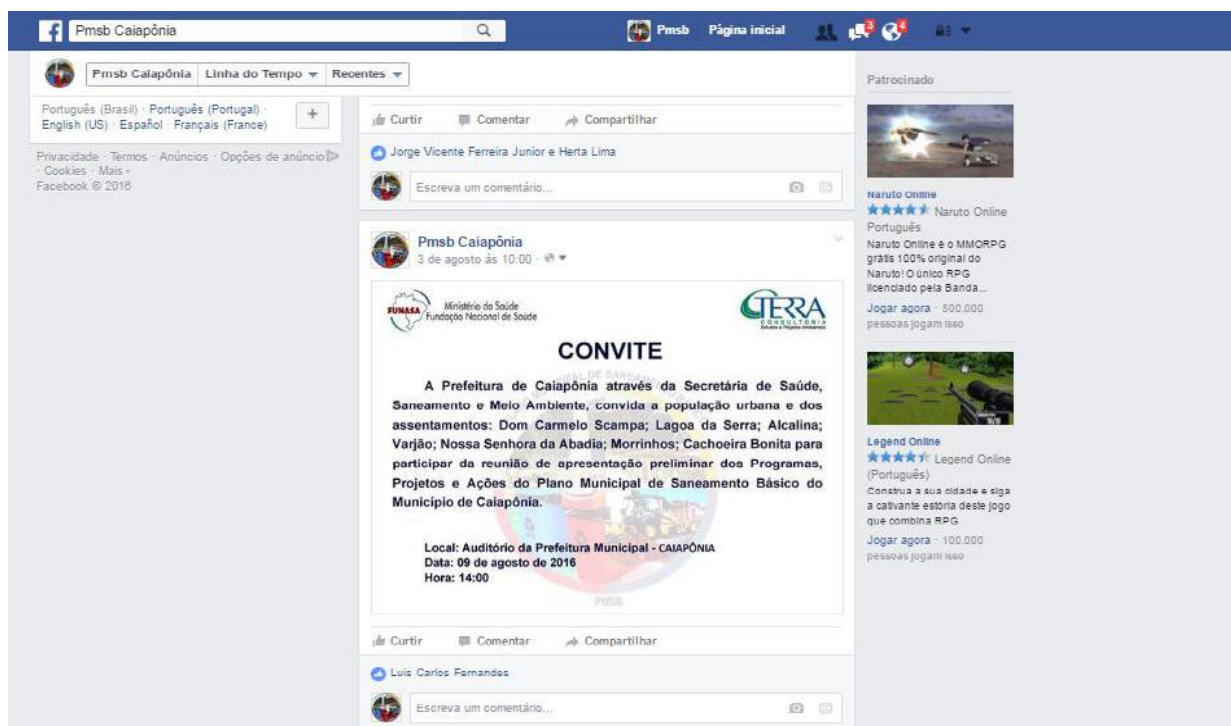 Pmsb Caiapônia
Pmsb Página inicial 3 4
Pmsb Caiapônia Linha do Tempo Recentes
Português (Brasil) · Português (Portugal) ·
English (US) · Español · Français (France)
+
Privacidade · Termos · Anúncios · Opções de anúncio
· Cookies · Mais
Facebook © 2016
Curtir Comentar Compartilhar
Jorge Vicente Ferreira Junior e Herta Lima
Escreva um comentário...
Pmsb Caiapônia
3 de agosto às 10:00 ·
FUNASA
Ministério da Saúde
Fundação Nacional de Saúde
TERRA
CONSULTORIA
CONVITE
A Prefeitura de Caiapônia através da Secretária de Saúde,
Saneamento e Meio Ambiente, convida a população urbana e dos
assentamentos: Dom Carmelo Scampa; Lagoa da Serra; Alcalina;
Varjão; Nossa Senhora da Abadia; Morrinhos; Cachoeira Bonita para
participar da reunião de apresentação preliminar dos Programas,
Projetos e Ações do Plano Municipal de Saneamento Básico do
Município de Caiapônia.
Local: Auditório da Prefeitura Municipal - CAIAPÔNIA
Data: 09 de agosto de 2016
Hora: 14:00
PMSB
Curtir Comentar Compartilhar
Luis Carlos Fernandes
Escreva um comentário...
Patrocinado
Naruto Online
Naruto Online
Português
Naruto Online é o MMORPG
grátis 100% original do
Naruto! O único RPG
licenciado pela Banda...
Jogar agora · 500.000
pessoas jogam isso
Legend Online
Legend Online
(Português)
Construa a sua cidade e siga
a cativante estória deste jogo
que combina RPG
Jogar agora · 100.000
pessoas jogam isso